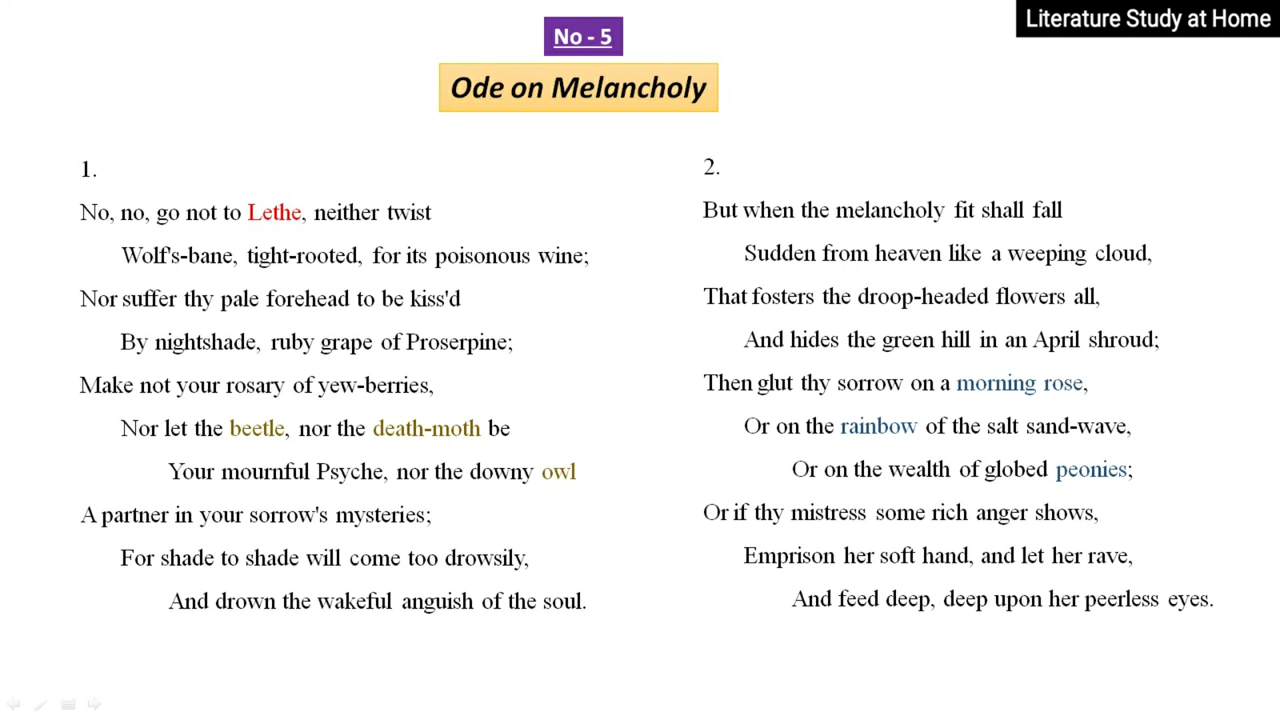 Literature Study at Home
No - 5
Ode on Melancholy
1.
No, no, go not to Lethe, neither twist
Wolf's-bane, tight-rooted, for its poisonous wine;
Nor suffer thy pale forehead to be kiss'd
By nightshade, ruby grape of Proserpine;
Make not your rosary of yew-berries,
Nor let the beetle, nor the death-moth be
Your mournful Psyche, nor the downy owl
A partner in your sorrow's mysteries;
For shade to shade will come too drowsily,
And drown the wakeful anguish of the soul.
2.
But when the melancholy fit shall fall
Sudden from heaven like a weeping cloud,
That fosters the droop-headed flowers all,
And hides the green hill in an April shroud;
Then glut thy sorrow on a morning rose,
Or on the rainbow of the salt sand-wave,
Or on the wealth of globed peonies;
Or if thy mistress some rich anger shows,
Emprison her soft hand, and let her rave,
And feed deep, deep upon her peerless eyes.